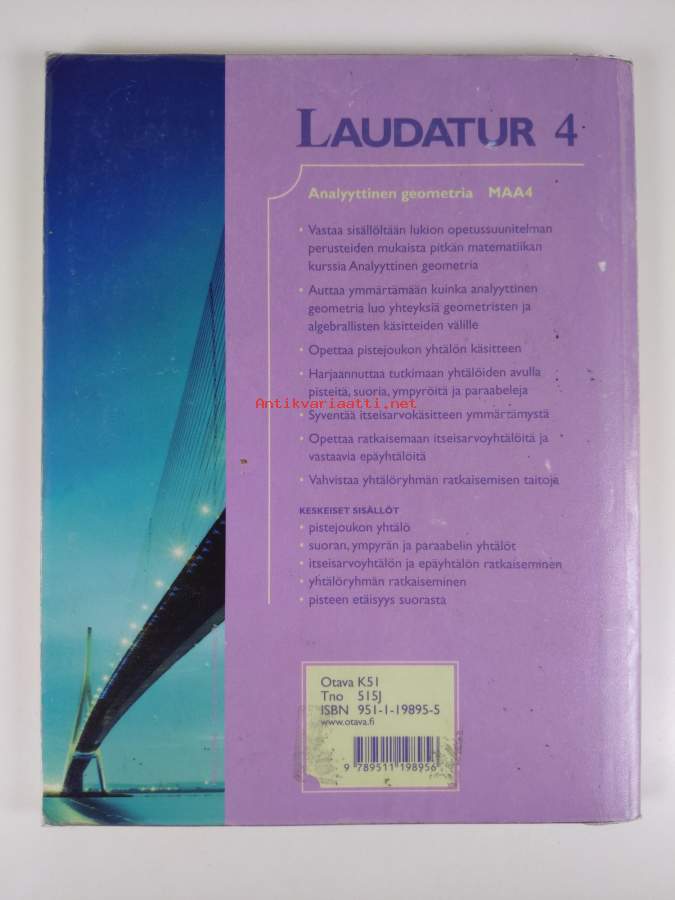 LAUDATUR 4
Analyyttinen geometria MAA4
• Vastaa sisällöltään lukion opetussuunitelman
perusteiden mukaista pitkän matematiikan
kurssia Analyyttinen geometria
• Auttaa ymmärtämään kuinka analyyttinen
geometria luo yhteyksiä geometristen ja
algebrallisten käsitteiden välille
• Opettaa pistejoukon yhtälön käsitteen
• Harjaannuttaa tutkimaan yhtälöiden avulla
pisteitä, suoria, ympyröitä ja paraabeleja
Antikvariaatti.net
• Syventää itseisarvokäsitteen ymmärtämystä
• Opettaa ratkaisemaan itseisarvoyhtälöitä ja
vastaavia epäyhtälöitä
• Vahvistaa yhtälöryhmän ratkaisemisen taitoja
KESKEISET SISÄLLÖT
• pistejoukon yhtälö
• suoran, ympyrän ja paraabelin yhtälöt
• itseisarvoyhtälön ja epäyhtälön ratkaiseminen
• yhtälöryhmän ratkaiseminen
• pisteen etäisyys suorasta
Otava K51
Tno 515J
ISBN 951-1-19895-5
www.otava.fi
9 789511 198956